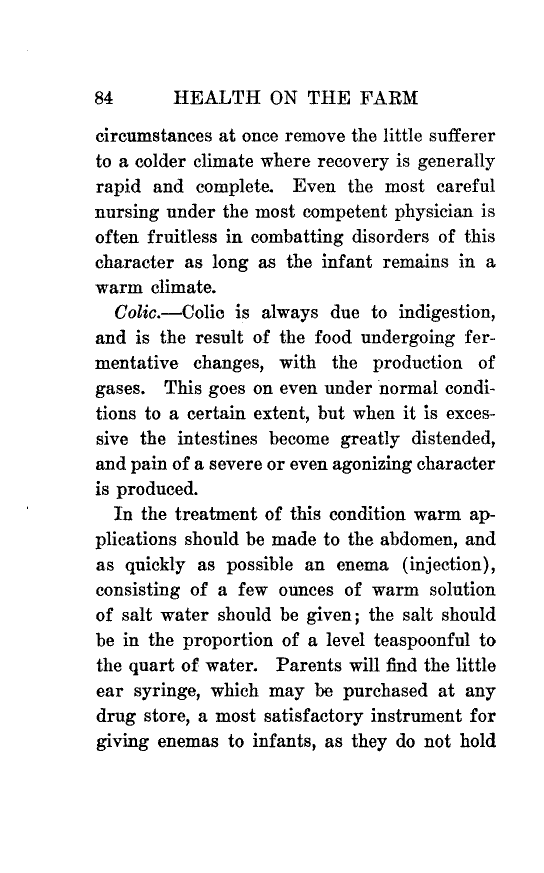 84 HEALTH ON THE FARM
circumstances at once remove the little sufferer
to a colder climate where recovery is generally
rapid and complete. Even the most careful
nursing under the most competent physician is
often fruitless in combatting disorders of this
character as long as the infant remains in a
warm climate.
Colic.—Colic is always due to indigestion,
and is the result of the food undergoing fer-
mentative changes, with the production of
gases. This goes on even under normal condi-
tions to a certain extent, but when it is exces-
sive the intestines become greatly distended,
and pain of a severe or even agonizing character
is produced.
In the treatment of this condition warm ap-
plications should be made to the abdomen, and
as quickly as possible an enema (injection),
consisting of a few ounces of warm solution
of salt water should be given; the salt should
be in the proportion of a level teaspoonful to
the quart of water. Parents will find the little
ear syringe, which may be purchased at any
drug store, a most satisfactory instrument for
giving enemas to infants, as they do not hold